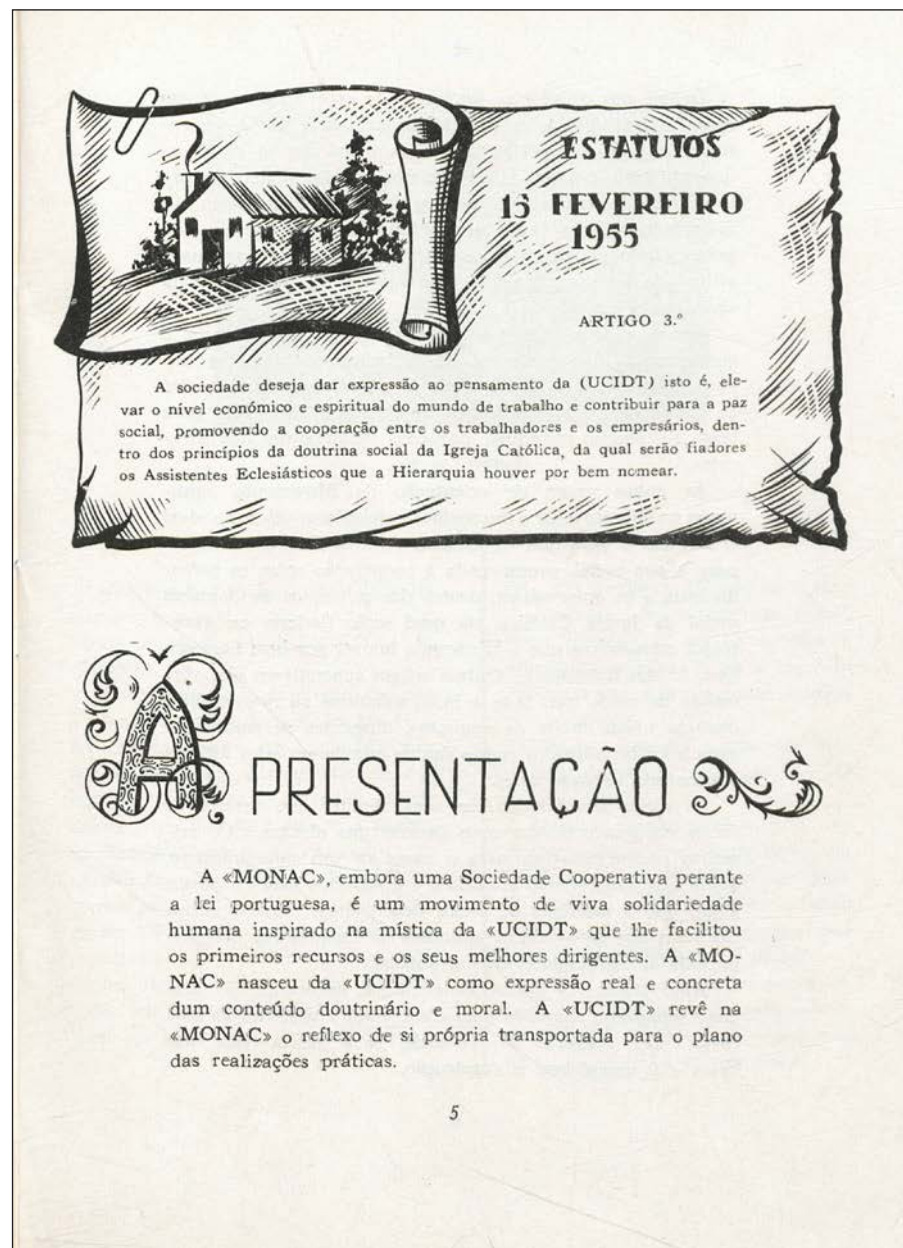 ESTATUTOS
FEVEREIRO
1955
ARTIGO 3.º
A sociedade deseja dar expressão ao pensamento da (UCIDT) isto é, ele-
var o nível económico e espiritual do mundo de trabalho e contribuir para a paz
social, promovendo a cooperação entre os trabalhadores e os empresários, den-
tro dos princípios da doutrina social da Igreja Católica, da qual serão fiadores
os Assistentes Eclesiásticos que a Hierarquia houver por bem nomear.
APRESENTAÇÃO
A «MONAC», embora uma Sociedade Cooperativa perante
a lei portuguesa, é um movimento de viva solidariedade
humana inspirado na mística da «UCIDT» que lhe facilitou
os primeiros recursos e os seus melhores dirigentes. A «MO-
NAC» nasceu da «UCIDT» como expressão real e concreta
dum conteúdo doutrinário e moral. A «UCIDT» revê na
«MONAC» o reflexo de si própria transportada para o plano
das realizações práticas.
5